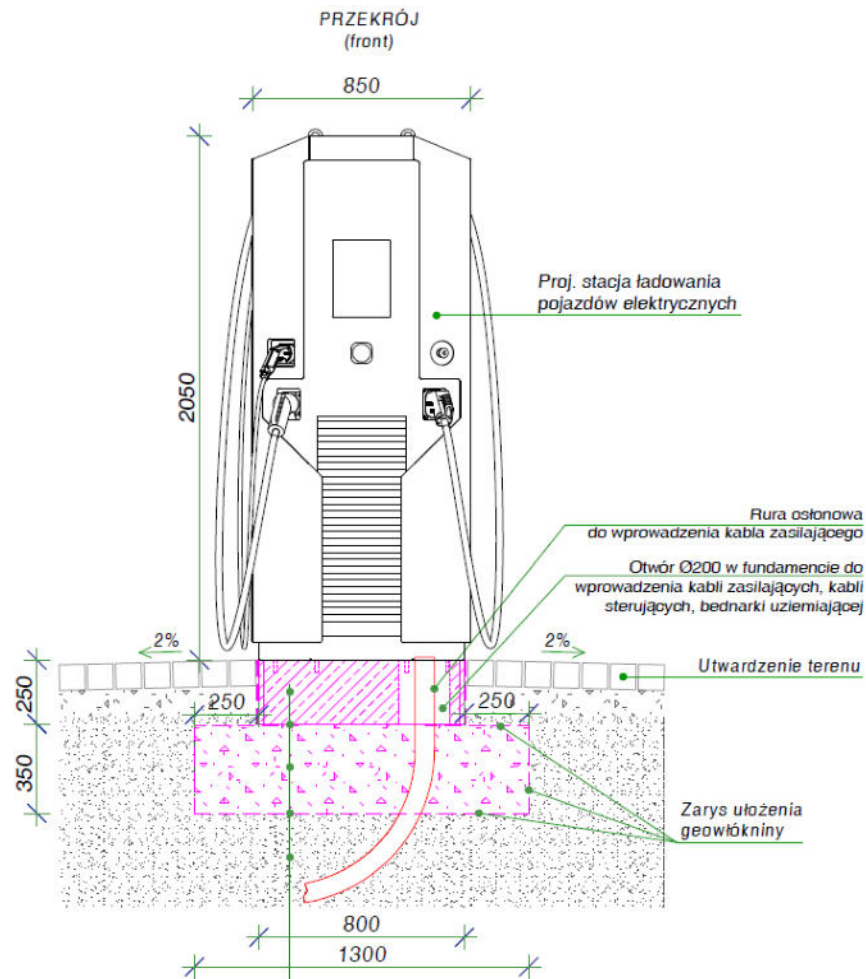 PRZEKRÓJ
(front)
850
2050
Proj. stacja ładowania
pojazdów elektrycznych
Rura osłonowa
do wprowadzenia kabla zasilającego
Otwór Ø200 w fundamencie do
wprowadzenia kabli zasilających, kabli
sterujących, bednarki uziemiającej
2%
2%
Utwardzenie terenu
250
250
250
350
Zarys ułożenia
geowłókniny
800
1300